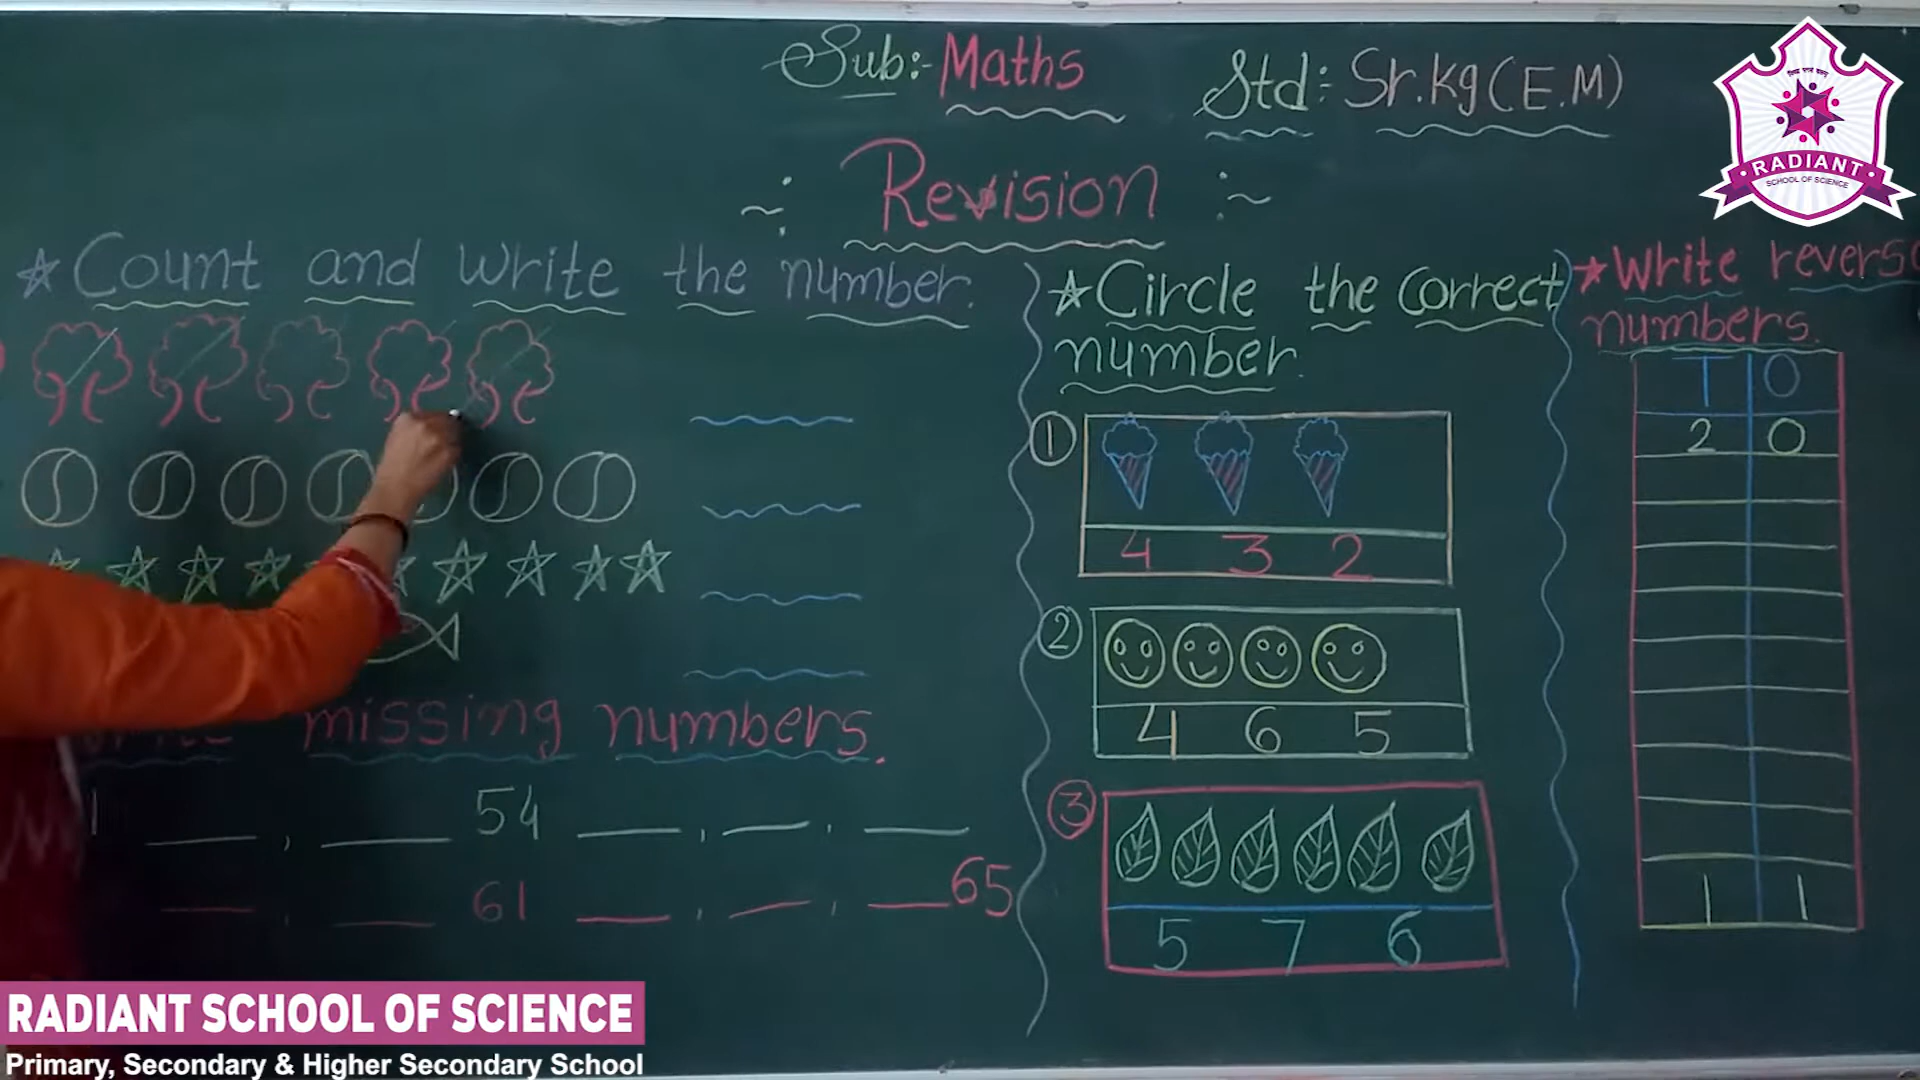 Sub:- Maths
Std:- Sr.Kg (E.M)
Revision
Count and write the number.
missing numbers.
54
61 65
Circle the correct
number.
1
4 3 2
2
4 6 5
3
5 7 6
Write
numbers.
T O
2 0
1 1
RADIANT
SCHOOL OF SCIENCE
RADIANT SCHOOL OF SCIENCE
Primary, Secondary & Higher Secondary School